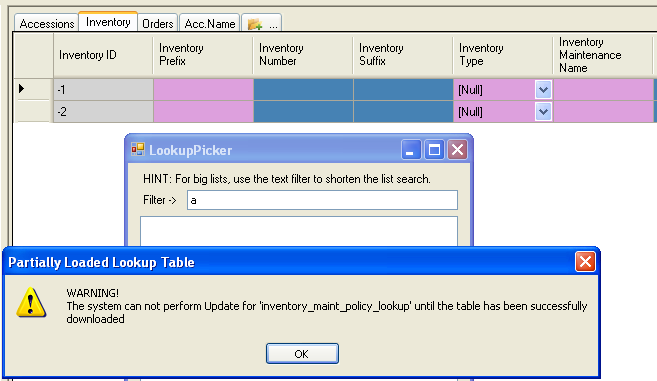 Accessions Inventory Orders Acc.Name ...
Inventory ID Inventory Prefix Inventory Number Inventory Suffix Inventory Type Inventory Maintenance Name
-1 [Null]
-2 [Null]
LookupPicker
HINT: For big lists, use the text filter to shorten the list search.
Filter -> a
Partially Loaded Lookup Table
WARNING!
The system can not perform Update for 'inventory_maint_policy_lookup' until the table has been successfully
downloaded
OK